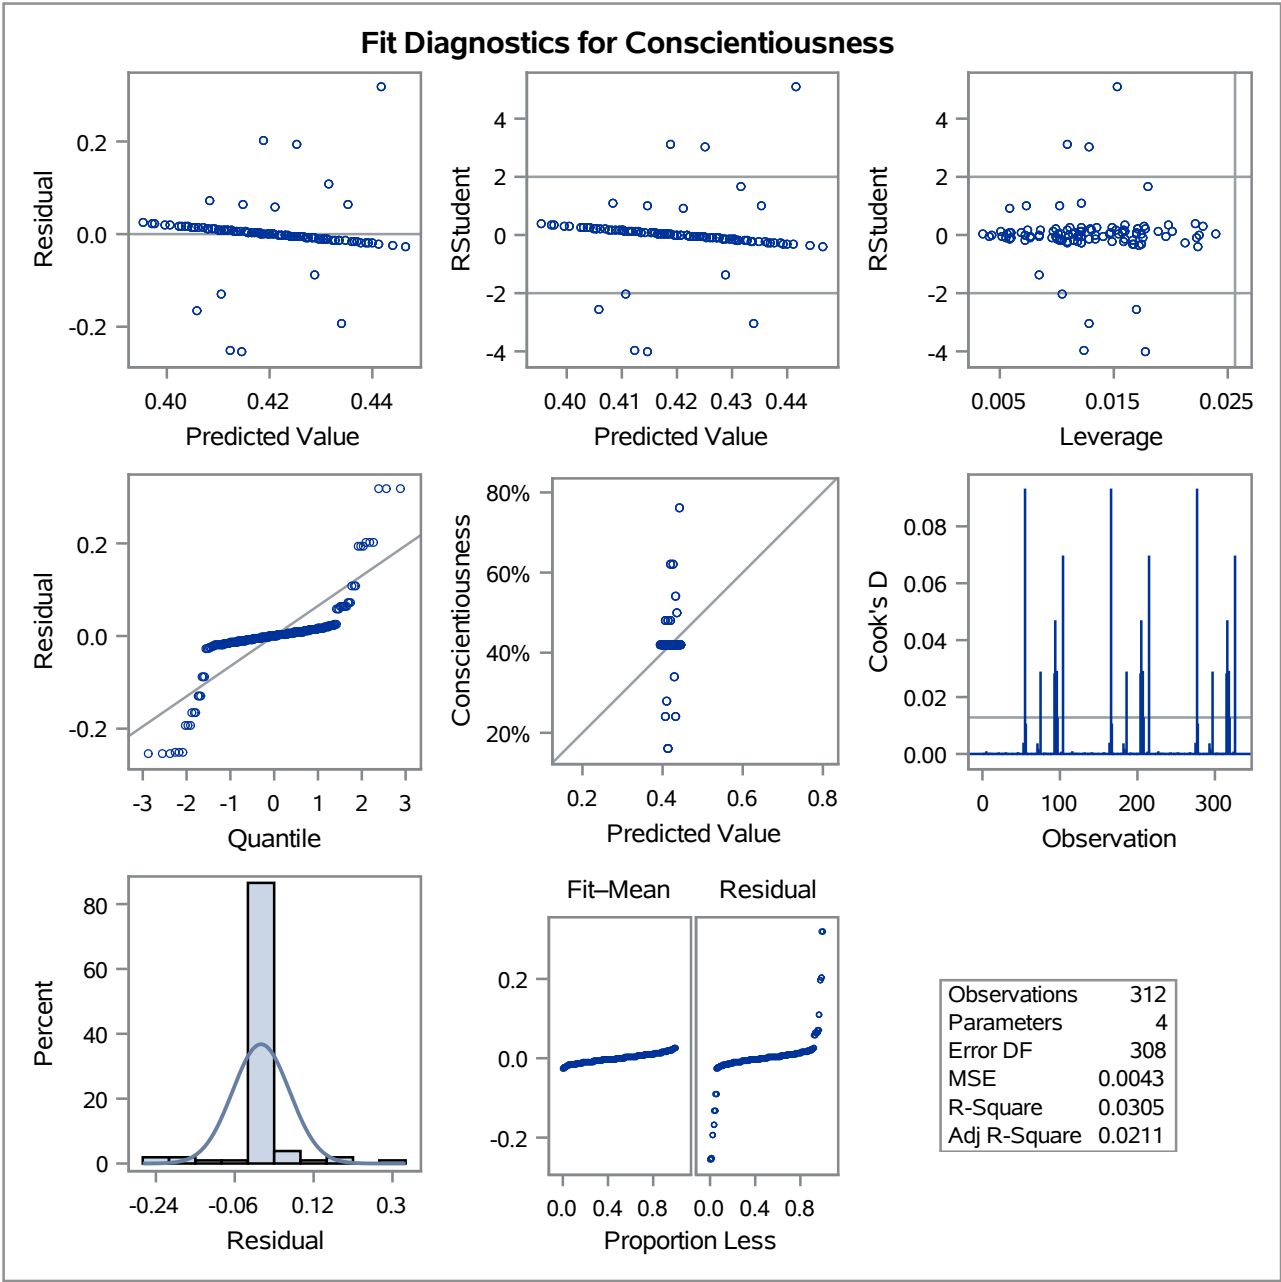 Fit Diagnostics for Conscientiousness
Residual
0.2
0.0
-0.2
0.40 0.42 0.44
Predicted Value
RStudent
4
2
0
-2
-4
0.40 0.41 0.42 0.43 0.44
Predicted Value
RStudent
4
2
0
-2
-4
0.005 0.015 0.025
Leverage
Residual
0.2
0.0
-0.2
-3 -2 -1 0 1 2 3
Quantile
Conscientiousness
80%
60%
40%
20%
0.2 0.4 0.6 0.8
Predicted Value
Cook's D
0.08
0.06
0.04
0.02
0.00
0 100 200 300
Observation
Percent
80
60
40
20
0
-0.24 -0.06 0.12 0.3
Residual
Fit–Mean Residual
0.2
0.0
-0.2
0.0 0.4 0.8 0.0 0.4 0.8
Proportion Less
Observations 312
Parameters 4
Error DF 308
MSE 0.0043
R-Square 0.0305
Adj R-Square 0.0211